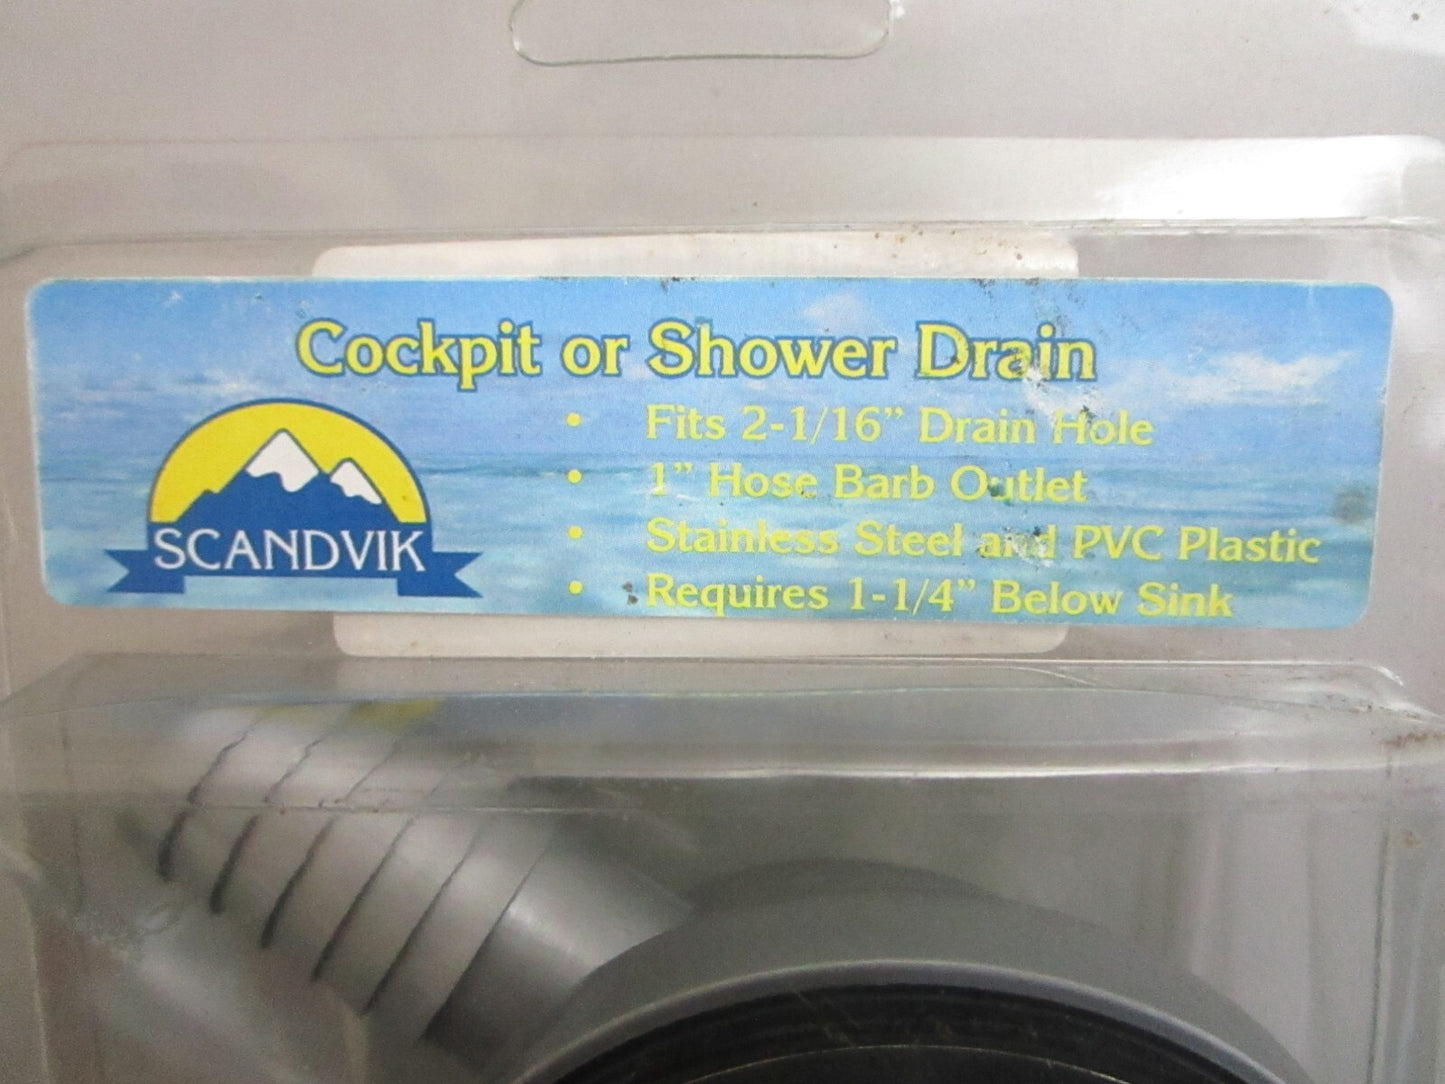 Cockpit or Shower Drain
• Fits 2-1/16” Drain Hole
• 1” Hose Barb Outlet
• Stainless Steel and PVC Plastic
• Requires 1-1/4” Below Sink
SCANDVIK